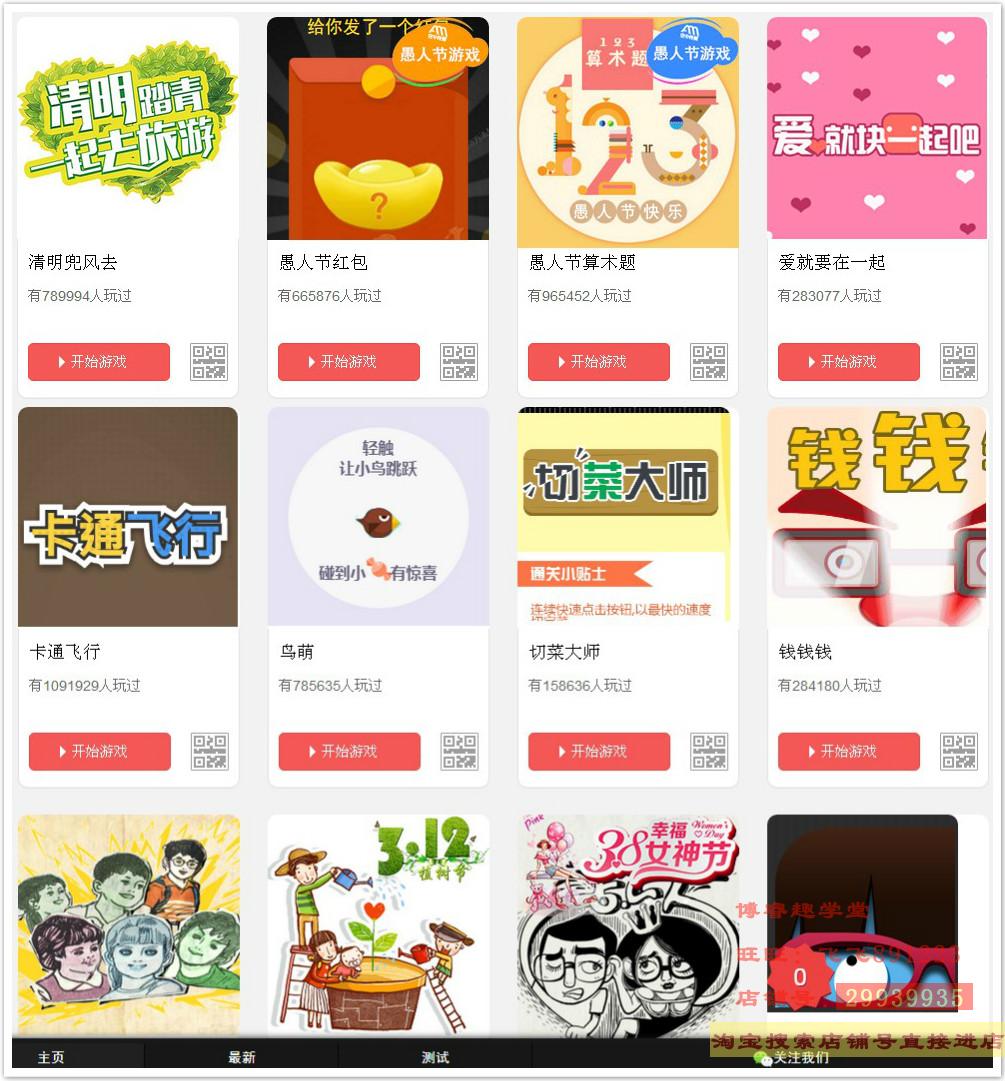 清明踏青
一起去旅游
给你发了一个红包
愚人节游戏
?
123
算术题
愚人节游戏
123
愚人节快乐
爱就块一起吧
清明兜风去
愚人节红包
愚人节算术题
爱就要在一起
有789994人玩过
有665876人玩过
有965452人玩过
有283077人玩过
开始游戏
开始游戏
开始游戏
开始游戏
卡通飞行
轻触
让小鸟跳跃
碰到小有惊喜
切菜大师
通关小贴士
连续快速点击按钮,以最快的速度
钱钱
卡通飞行
鸟萌
切菜大师
钱钱钱
有1091929人玩过
有785635人玩过
有158636人玩过
有284180人玩过
开始游戏
开始游戏
开始游戏
开始游戏
3.12
植树节
Pink
幸福
Women's Day
3.8女神节
博睿趣学堂
旺旺:
0
店铺号
29939935
淘宝搜索店铺号直接进店
主页
最新
测试
关注我们